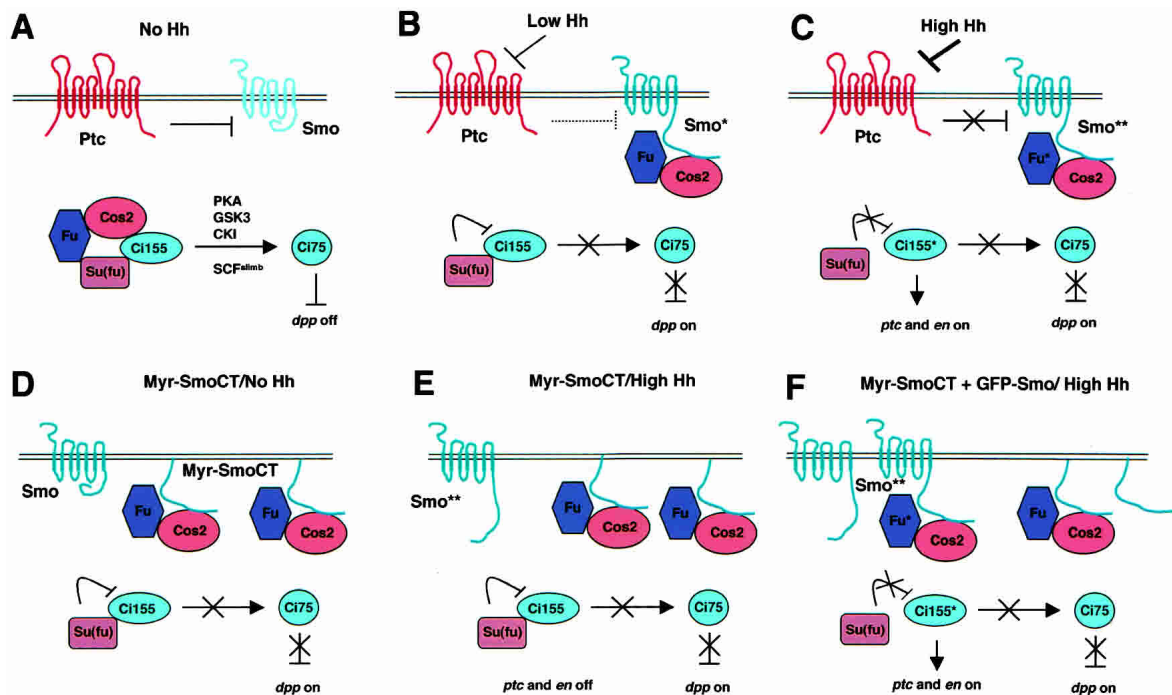 A
No Hh
Ptc
Smo
Fu
Cos2
Ci155
Su(fu)
PKA
GSK3
CKI
SCFslimb
Ci75
dpp off
B
Low Hh
Smo*
Fu
Cos2
Su(fu)
Ci155
Ci75
dpp on
C
High Hh
Ptc
Smo**
Fu*
Cos2
Su(fu)
Ci155*
Ci75
ptc and en on
dpp on
D
Myr-SmoCT/No Hh
Smo
Myr-SmoCT
Fu
Cos2
Fu
Cos2
Su(fu)
Ci155
Ci75
dpp on
E
Myr-SmoCT/High Hh
Smo**
Fu
Cos2
Fu
Cos2
Su(fu)
Ci155
Ci75
ptc and en off
dpp on
F
Myr-SmoCT + GFP-Smo/ High Hh
Smo**
Fu*
Cos2
Fu
Cos2
Su(fu)
Ci155*
Ci75
ptc and en on
dpp on